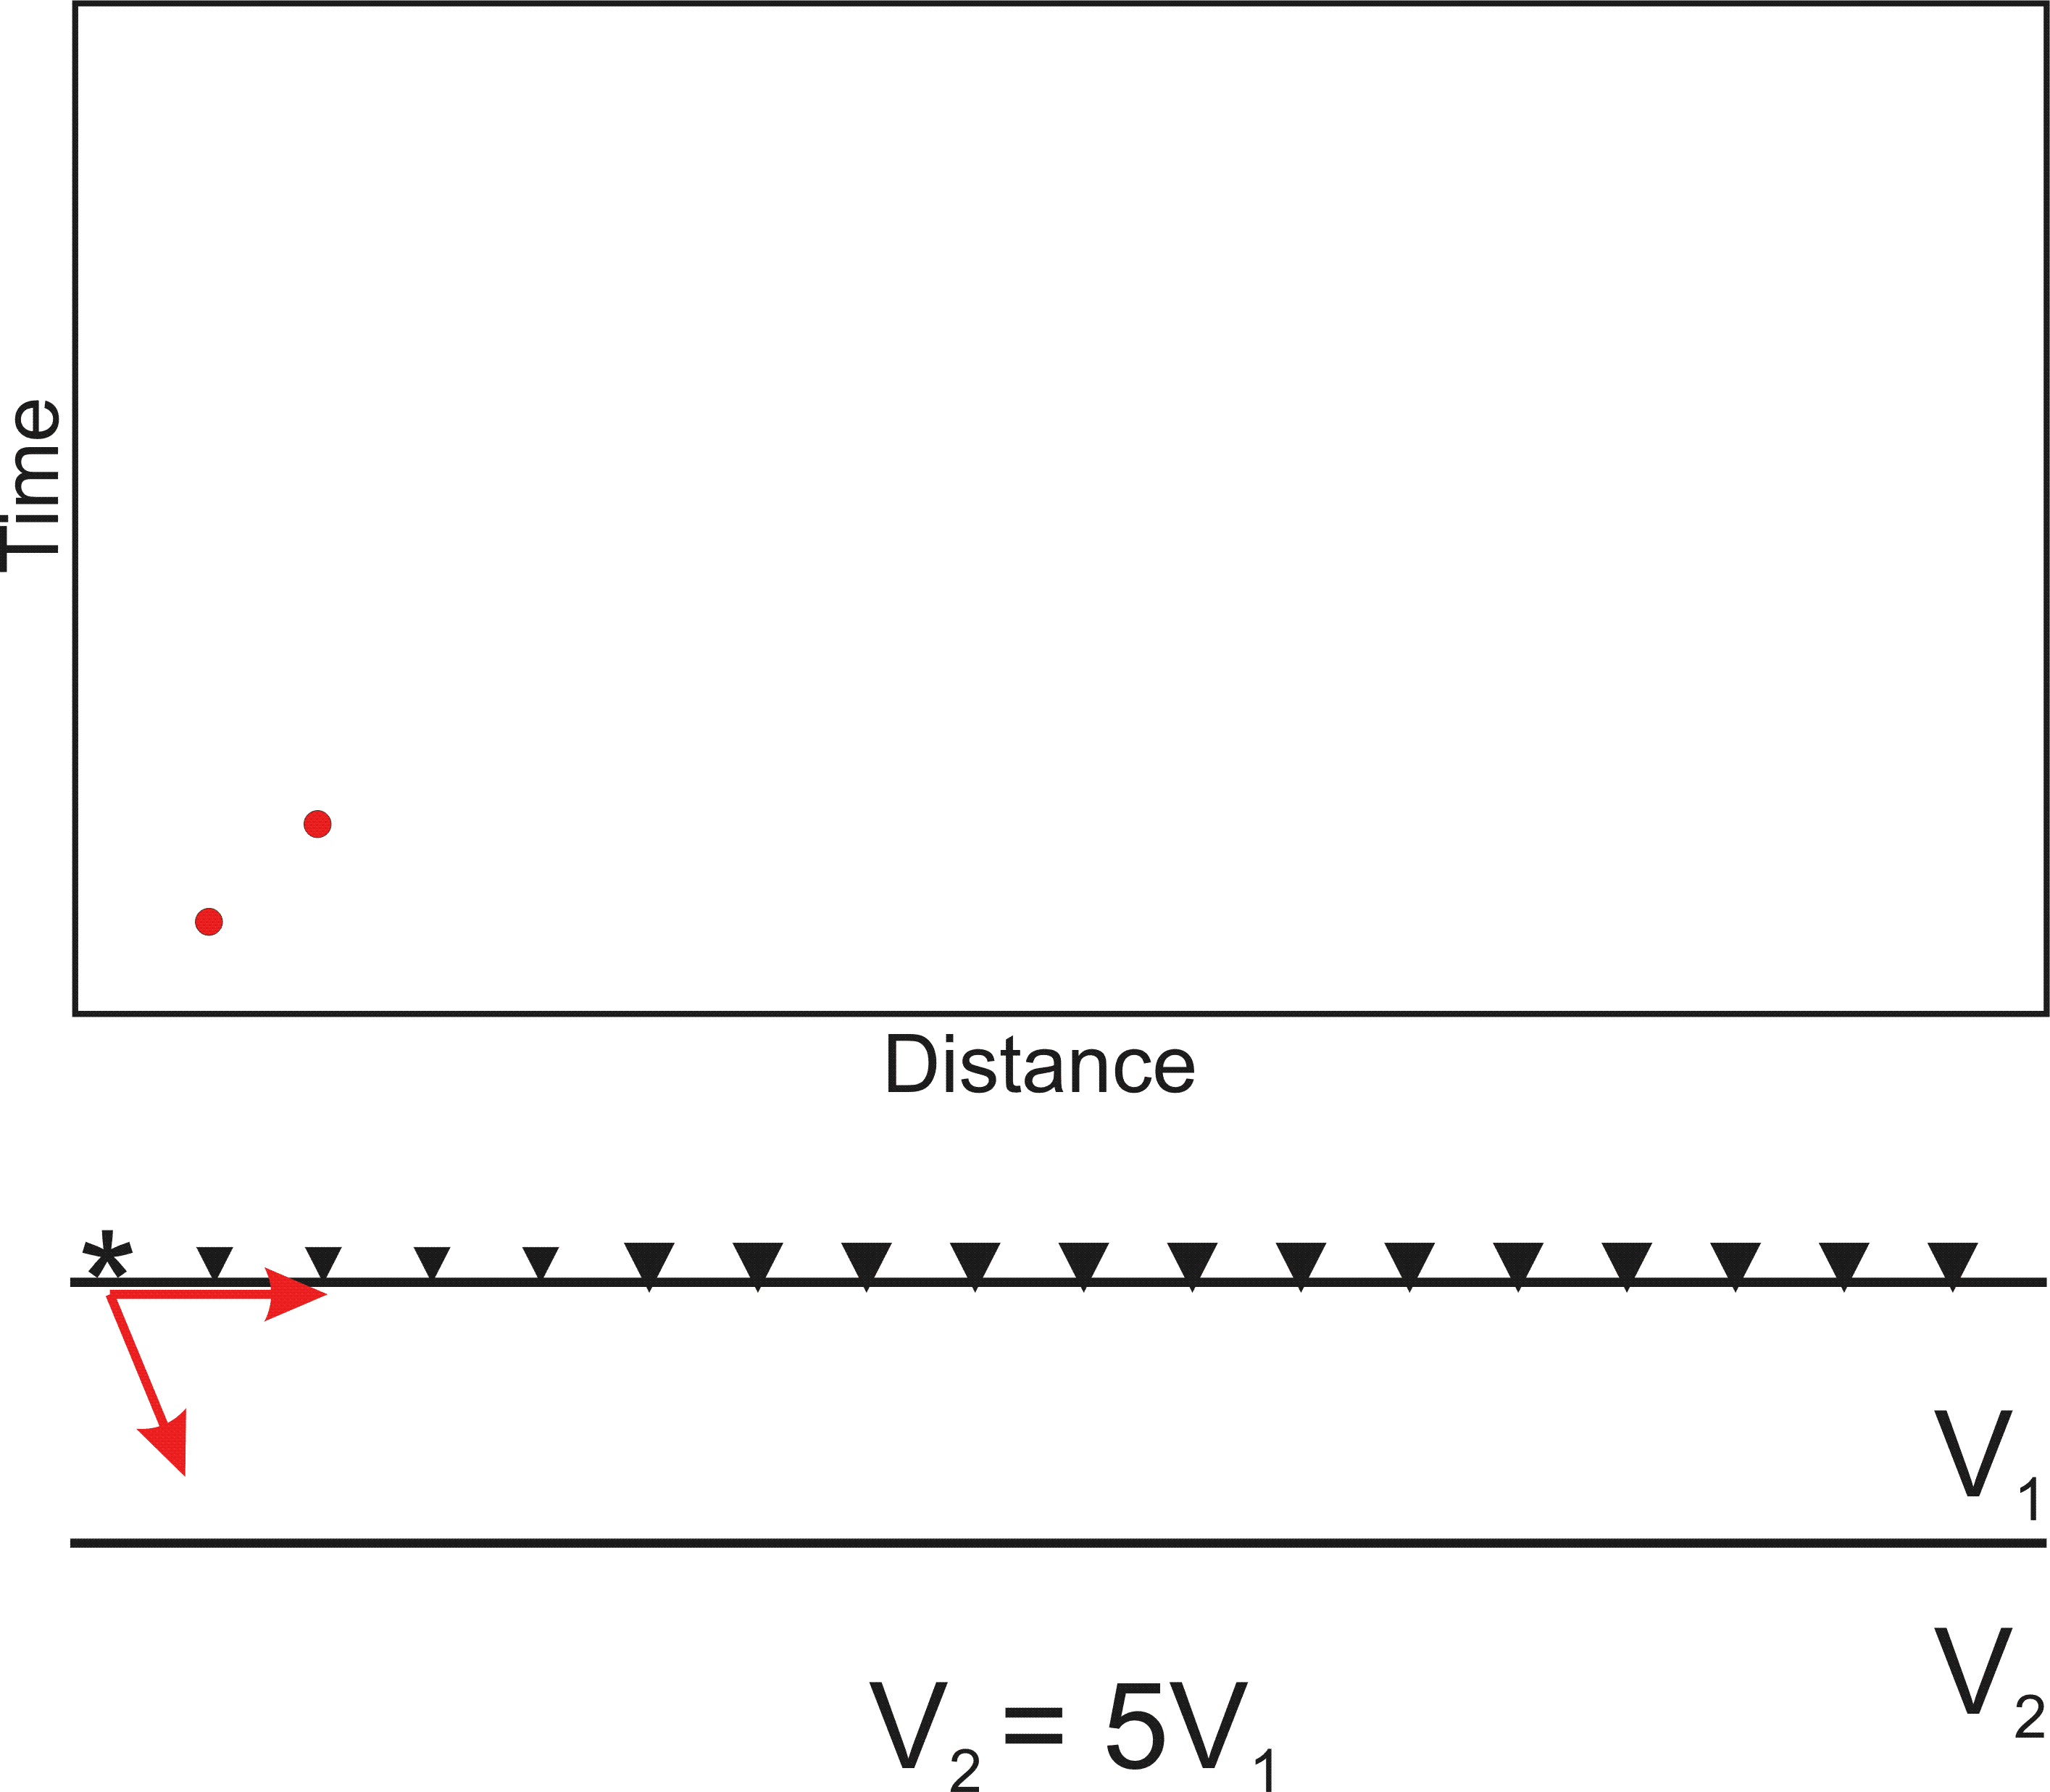 Time
Distance
*
V₁
V₂
V₂ = 5V₁